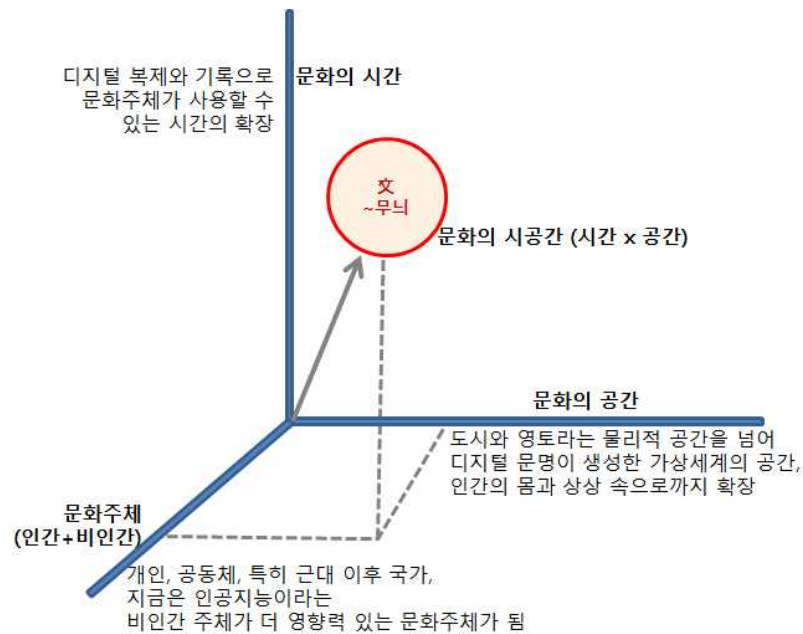 디지털 복제와 기록으로
문화주체가 사용할 수
있는 시간의 확장
문화의 시간
文
~무늬
문화의 시공간 (시간 x 공간)
문화의 공간
도시와 영토라는 물리적 공간을 넘어
디지털 문명이 생성한 가상세계의 공간,
인간의 몸과 상상 속으로까지 확장
문화주체
(인간+비인간)
개인, 공동체, 특히 근대 이후 국가,
지금은 인공지능이라는
비인간 주체가 더 영향력 있는 문화주체가 됨